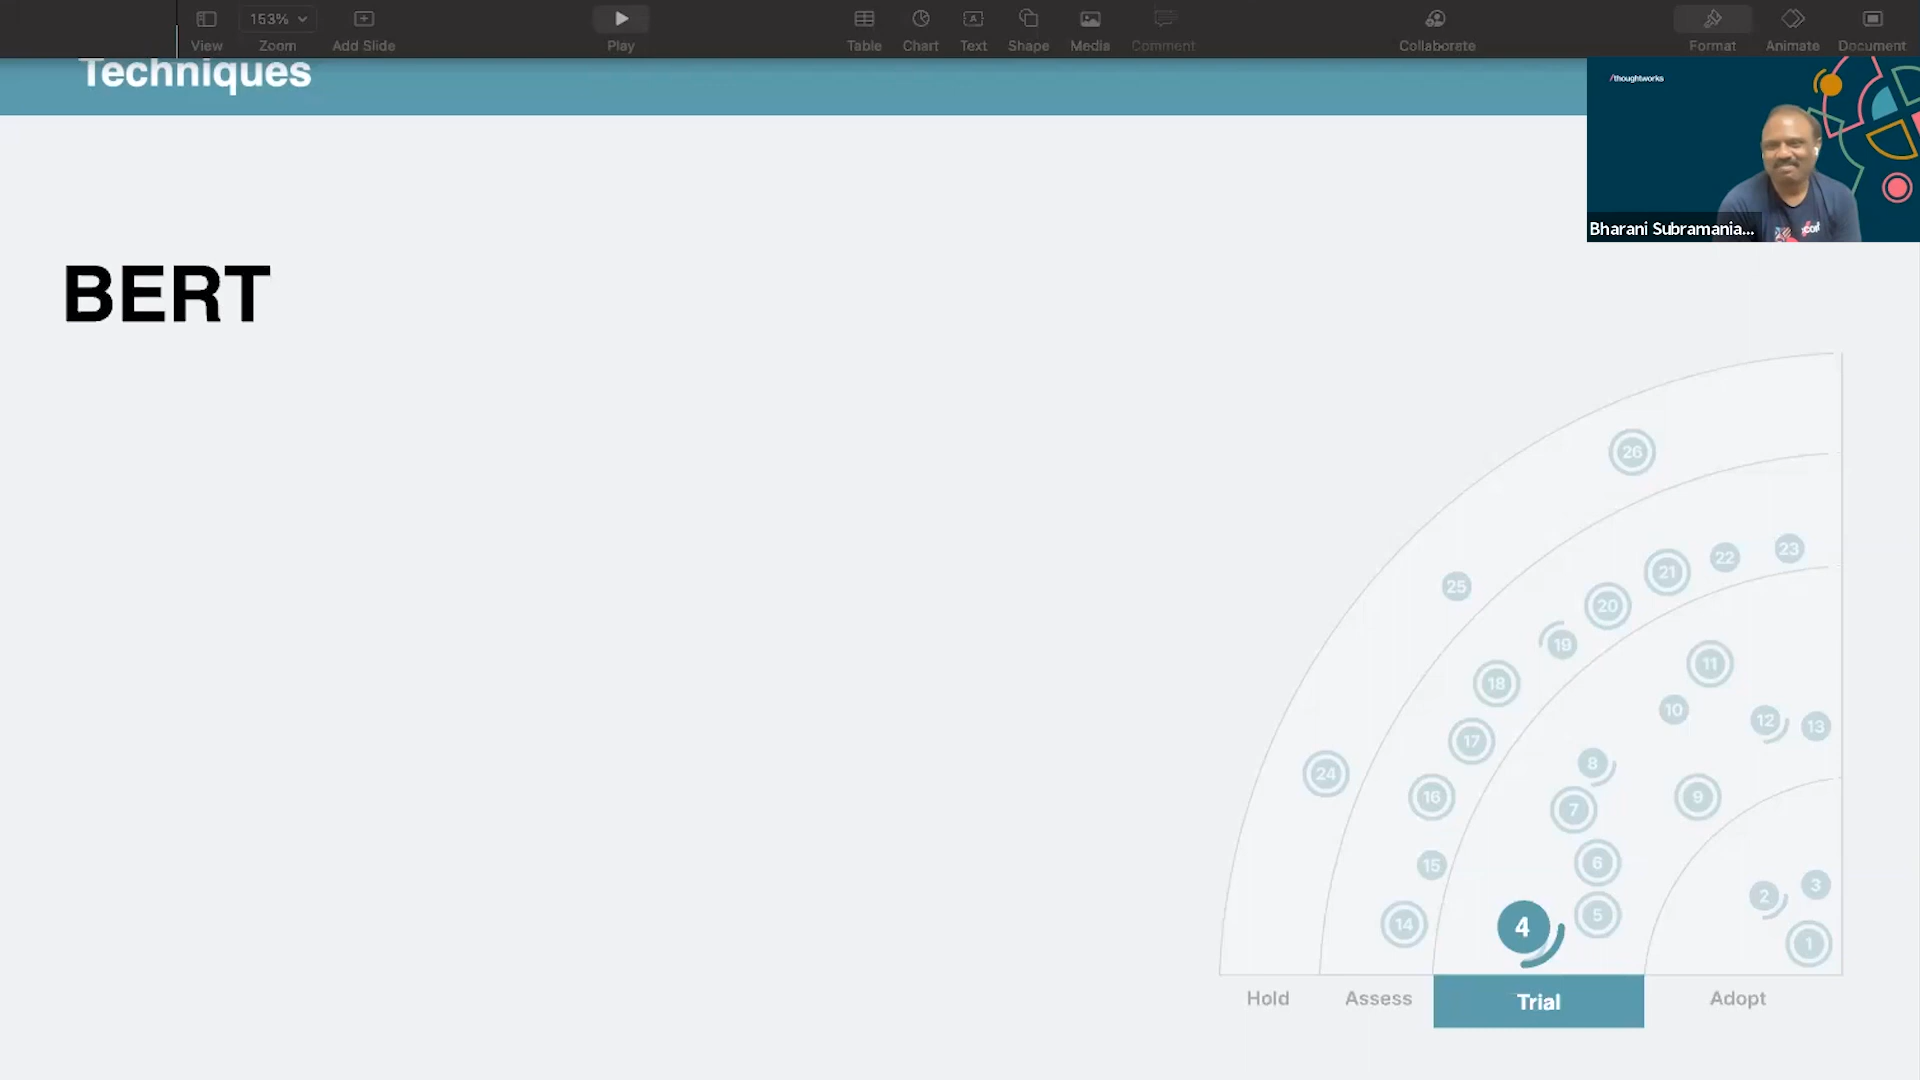 153%
View
Zoom
Add Slide
Play
Table
Chart
Text
Shape
Media
Comment
Collaborate
Format
Animate
Document
Techniques
/thoughtworks
Bharani Subramania...
BERT
26
25
23
22
21
20
19
18
17
16
15
14
24
11
10
12
13
8
7
9
6
5
4
2
3
1
Hold
Assess
Trial
Adopt